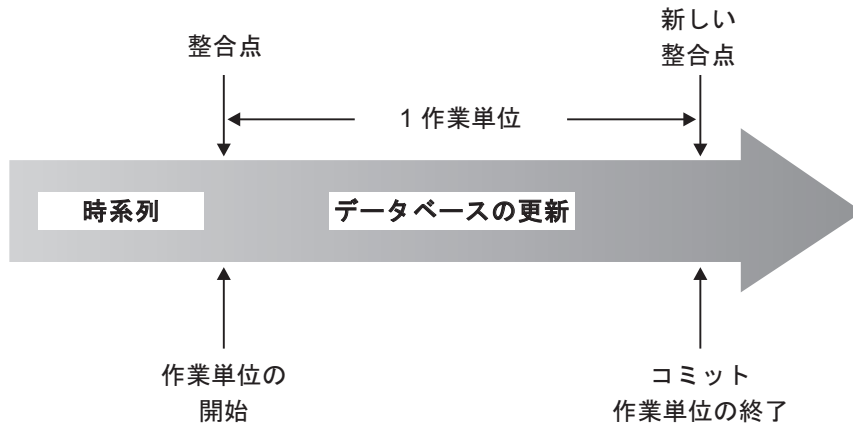 整合点
新しい
整合点
1 作業単位
時系列
データベースの更新
作業単位の
開始
コミット
作業単位の終了